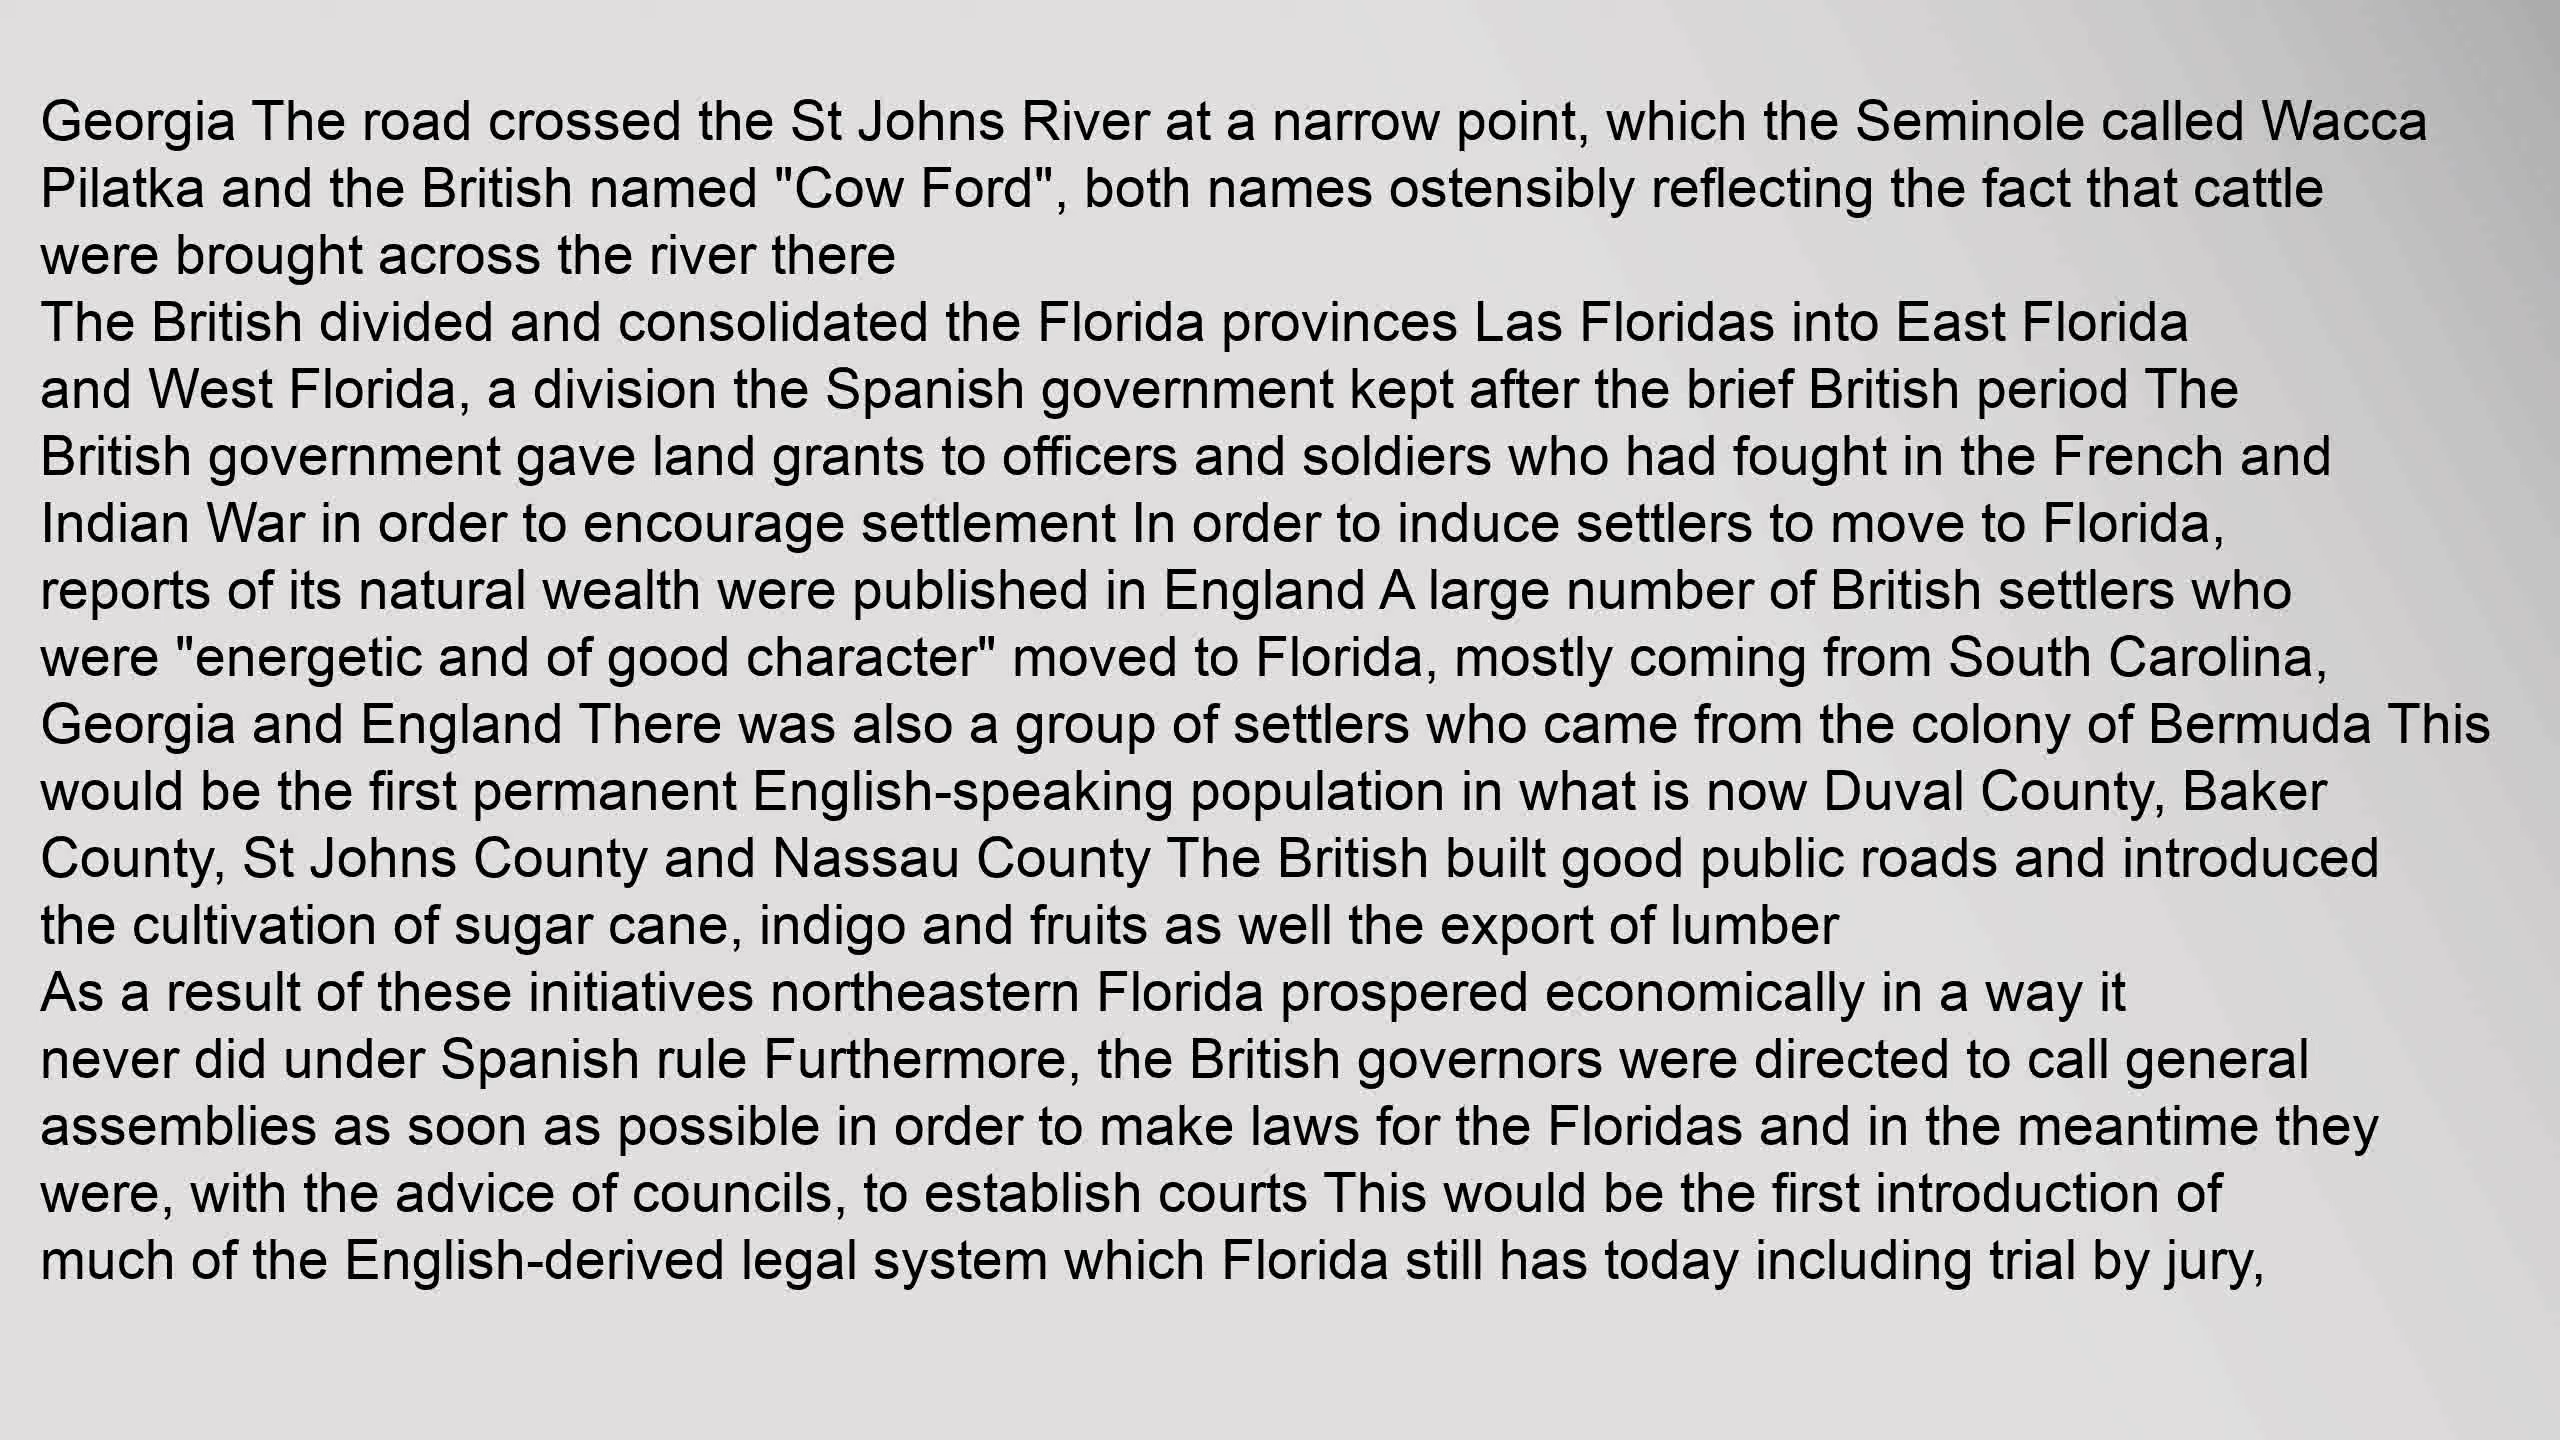 Georgia The road crossed the St Johns River at a narrow point, which the Seminole called Wacca
Pilatka and the British named "Cow Ford", both names ostensibly reflecting the fact that cattle
were brought across the river there
The British divided and consolidated the Florida provinces Las Floridas into East Florida
and West Florida, a division the Spanish government kept after the brief British period The
British government gave land grants to officers and soldiers who had fought in the French and
Indian War in order to encourage settlement In order to induce settlers to move to Florida,
reports of its natural wealth were published in England A large number of British settlers who
were "energetic and of good character" moved to Florida, mostly coming from South Carolina,
Georgia and England There was also a group of settlers who came from the colony of Bermuda This
would be the first permanent English-speaking population in what is now Duval County, Baker
County, St Johns County and Nassau County The British built good public roads and introduced
the cultivation of sugar cane, indigo and fruits as well the export of lumber
As a result of these initiatives northeastern Florida prospered economically in a way it
never did under Spanish rule Furthermore, the British governors were directed to call general
assemblies as soon as possible in order to make laws for the Floridas and in the meantime they
were, with the advice of councils, to establish courts This would be the first introduction of
much of the English-derived legal system which Florida still has today including trial by jury,